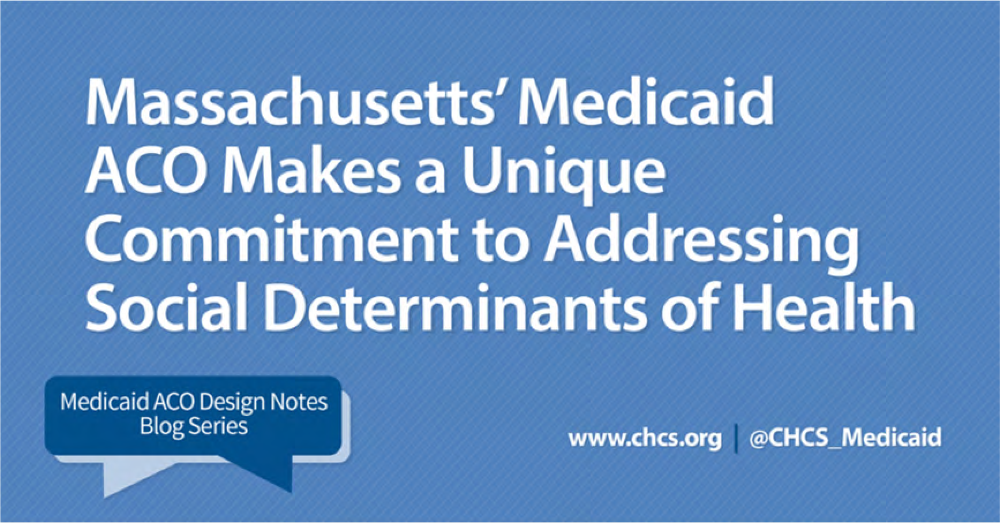 Massachusetts’ Medicaid
ACO Makes a Unique
Commitment to Addressing
Social Determinants of Health
Medicaid ACO Design Notes
Blog Series
www.chcs.org | @CHCS_Medicaid